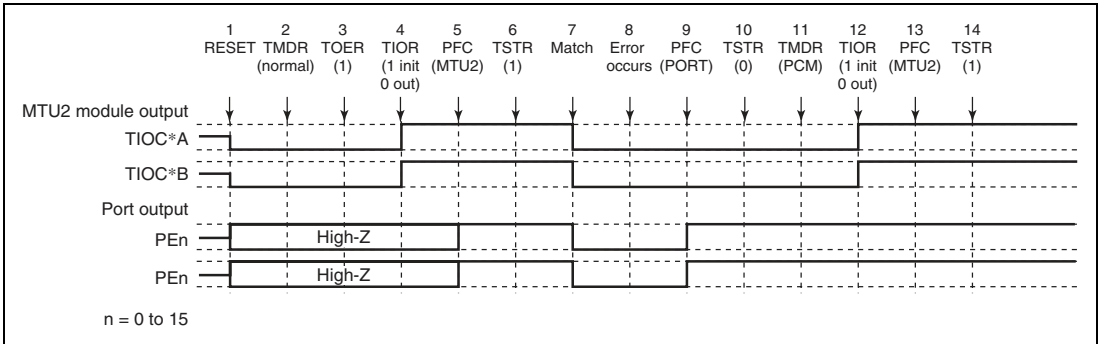 1 2 3 4 5 6 7 8 9 10 11 12 13 14
RESET TMDR TOER TIOR PFC TSTR Match Error PFC TSTR TMDR TIOR PFC TSTR
(normal) (1) (1 init (MTU2) (1) occurs (PORT) (0) (PCM) (1 init (MTU2) (1)
0 out) 0 out)
MTU2 module output
TIOC*A
TIOC*B
Port output
PEn High-Z
PEn High-Z
n = 0 to 15